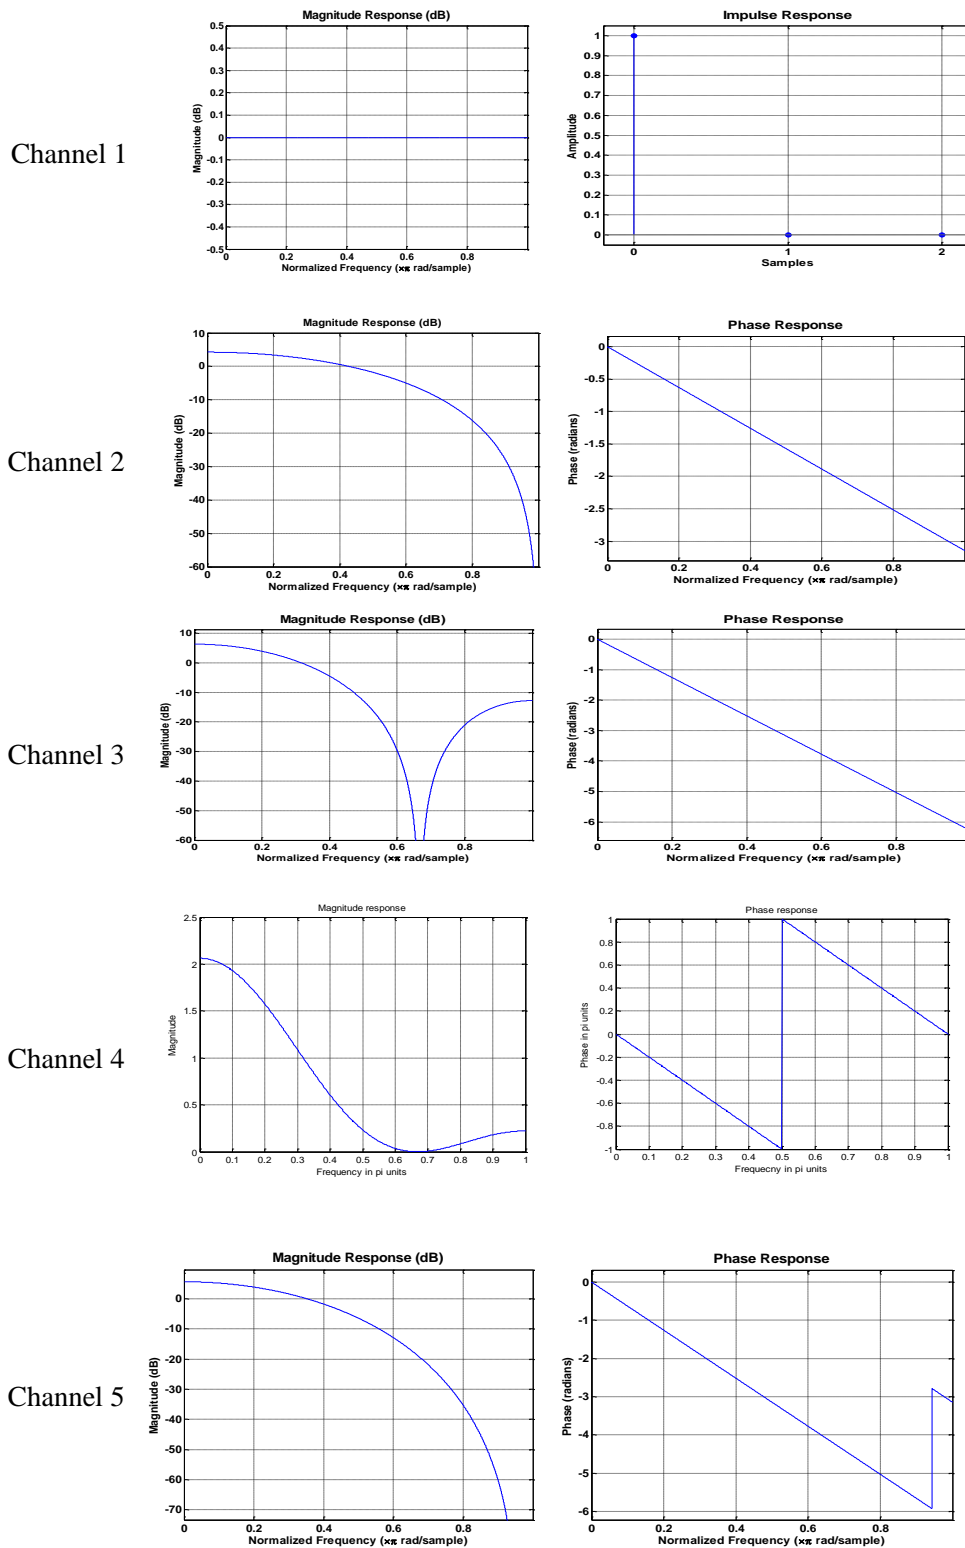 Magnitude Response (dB)
0.5
0.4
0.3
0.2
0.1
0
-0.1
-0.2
-0.3
-0.4
-0.5
Magnitude (dB)
0 0.2 0.4 0.6 0.8
Normalized Frequency (×π rad/sample)
Impulse Response
1
0.9
0.8
0.7
0.6
0.5
0.4
0.3
0.2
0.1
0
Amplitude
0 1 2
Samples
Channel 1
Magnitude Response (dB)
10
0
-10
-20
-30
-40
-50
-60
Magnitude (dB)
0 0.2 0.4 0.6 0.8
Normalized Frequency (×π rad/sample)
Phase Response
0
-0.5
-1
-1.5
-2
-2.5
-3
Phase (radians)
0 0.2 0.4 0.6 0.8
Normalized Frequency (×π rad/sample)
Channel 2
Magnitude Response (dB)
10
0
-10
-20
-30
-40
-50
-60
Magnitude (dB)
0 0.2 0.4 0.6 0.8
Normalized Frequency (×π rad/sample)
Phase Response
0
-1
-2
-3
-4
-5
-6
Phase (radians)
0 0.2 0.4 0.6 0.8
Normalized Frequency (×π rad/sample)
Channel 3
Magnitude response
2.5
2
1.5
1
0.5
0
Magnitude
0 0.1 0.2 0.3 0.4 0.5 0.6 0.7 0.8 0.9 1
Frequency in pi units
Phase response
1
0.8
0.6
0.4
0.2
0
-0.2
-0.4
-0.6
-0.8
-1
Phase in pi units
0 0.1 0.2 0.3 0.4 0.5 0.6 0.7 0.8 0.9 1
Frequecny in pi units
Channel 4
Magnitude Response (dB)
0
-10
-20
-30
-40
-50
-60
-70
Magnitude (dB)
0 0.2 0.4 0.6 0.8
Normalized Frequency (×π rad/sample)
Phase Response
0
-1
-2
-3
-4
-5
-6
Phase (radians)
0 0.2 0.4 0.6 0.8
Normalized Frequency (×π rad/sample)
Channel 5